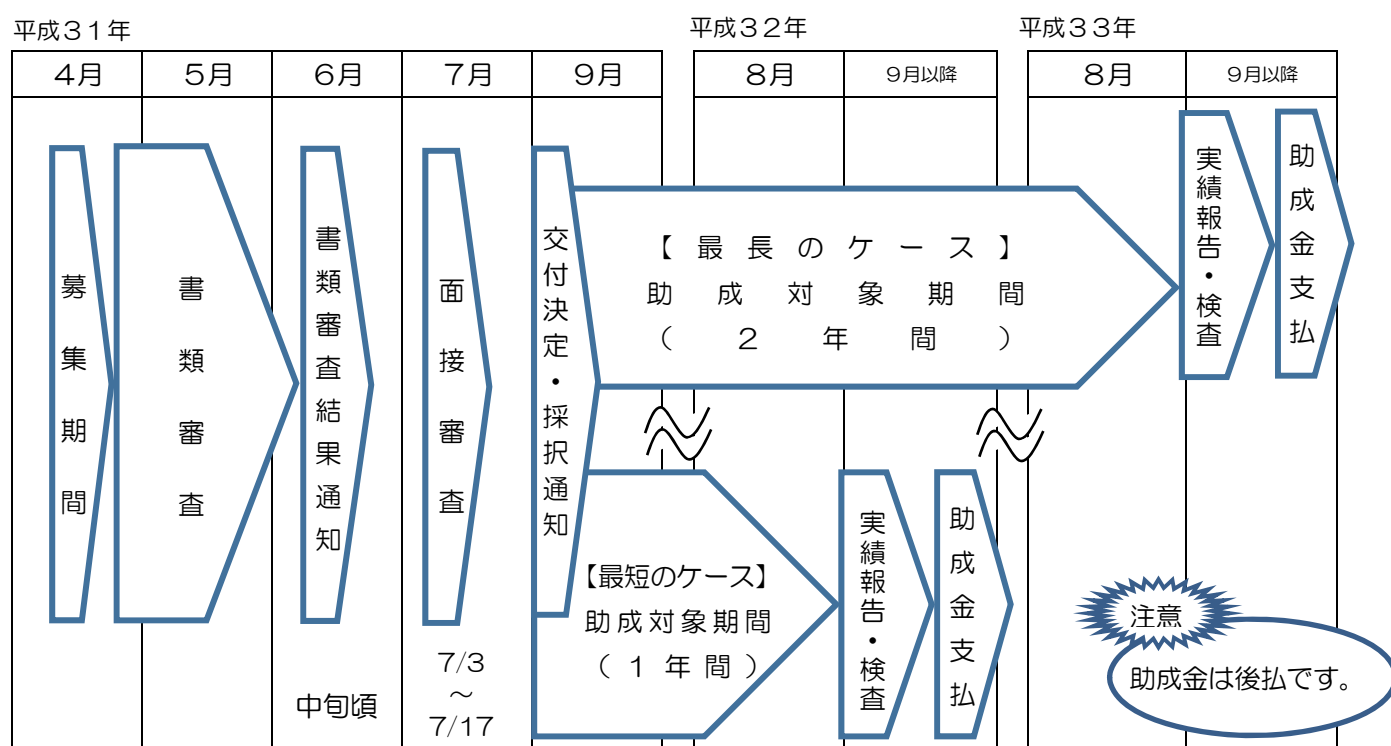 平成３１年
平成３２年
平成３３年
４月
５月
６月
７月
９月
８月
９月以降
８月
９月以降
募集期間
書類審査
書類審査結果通知
中旬頃
面接審査
7/3
～
7/17
交付決定・採択通知
【最長のケース】
助成対象期間
（２年間）
実績報告・検査
助成金支払
【最短のケース】
助成対象期間
（１年間）
実績報告・検査
助成金支払
注意
助成金は後払です。